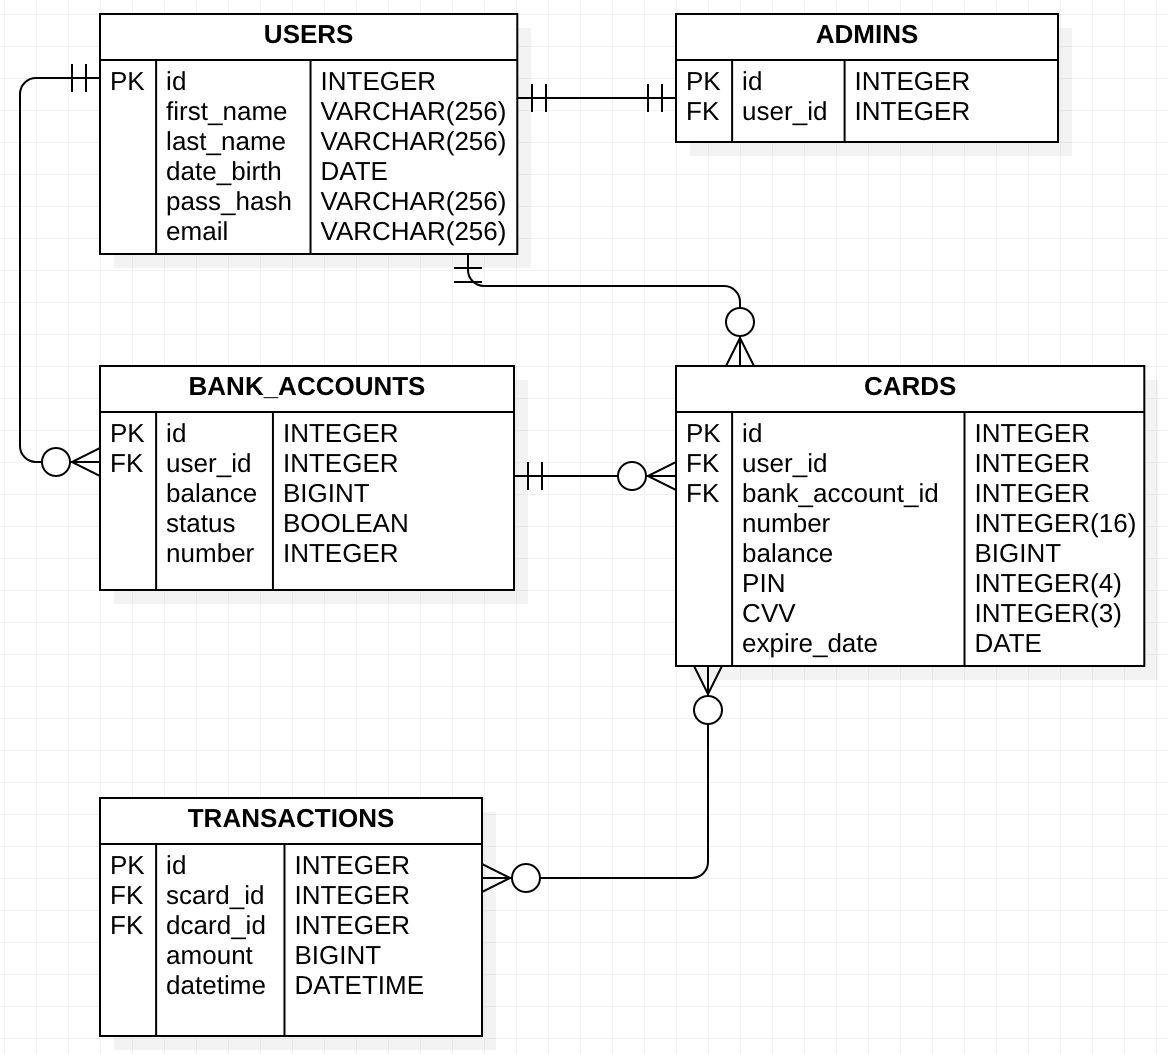 USERS
PK id INTEGER
first_name VARCHAR(256)
last_name VARCHAR(256)
date_birth DATE
pass_hash VARCHAR(256)
email VARCHAR(256)
ADMINS
PK id INTEGER
FK user_id INTEGER
BANK_ACCOUNTS
PK id INTEGER
FK user_id INTEGER
balance BIGINT
status BOOLEAN
number INTEGER
CARDS
PK id INTEGER
FK user_id INTEGER
FK bank_account_id INTEGER
number INTEGER(16)
balance BIGINT
PIN INTEGER(4)
CVV INTEGER(3)
expire_date DATE
TRANSACTIONS
PK id INTEGER
FK scard_id INTEGER
FK dcard_id INTEGER
amount BIGINT
datetime DATETIME